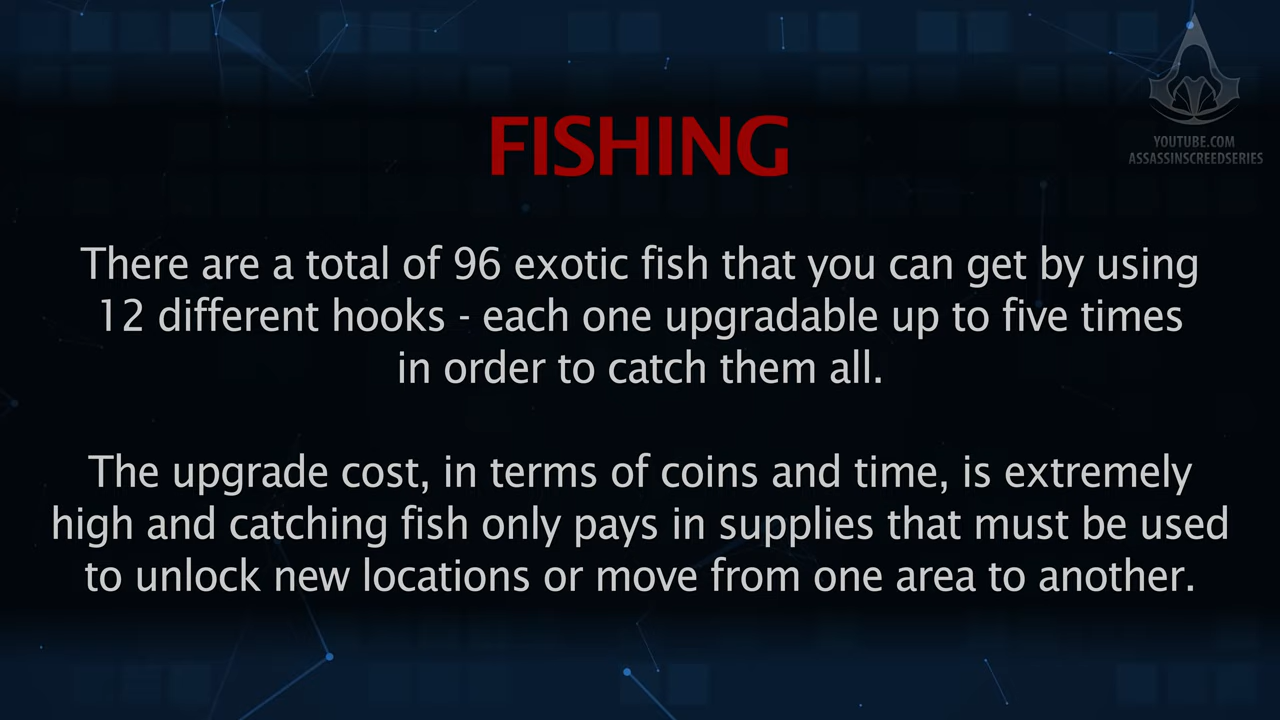 YOUTUBE.COM
ASSASSINSCREEDSERIES
FISHING
There are a total of 96 exotic fish that you can get by using
12 different hooks - each one upgradable up to five times
in order to catch them all.
The upgrade cost, in terms of coins and time, is extremely
high and catching fish only pays in supplies that must be used
to unlock new locations or move from one area to another.